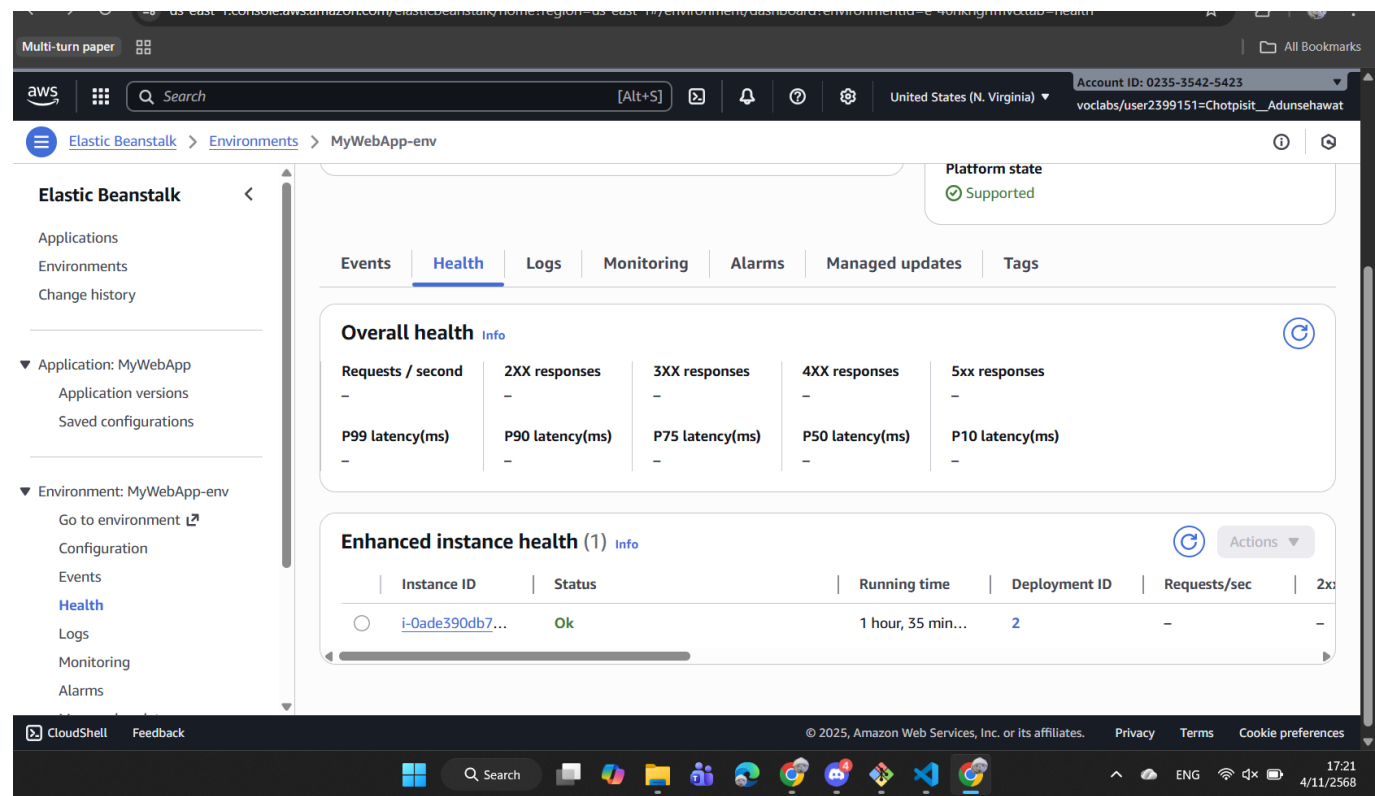 Multi-turn paper
All Bookmarks
aws
Search
[Alt+S]
United States (N. Virginia)
Account ID: 0235-3542-5423
voclabs/user2399151=Chotpisit__Adunsehawat
Elastic Beanstalk > Environments > MyWebApp-env
Elastic Beanstalk
Applications
Environments
Change history
Application: MyWebApp
Application versions
Saved configurations
Environment: MyWebApp-env
Go to environment
Configuration
Events
Health
Logs
Monitoring
Alarms
Platform state
Supported
Events Health Logs Monitoring Alarms Managed updates Tags
Overall health Info
Requests / second 2XX responses 3XX responses 4XX responses 5xx responses
– – – – –
P99 latency(ms) P90 latency(ms) P75 latency(ms) P50 latency(ms) P10 latency(ms)
– – – – –
Enhanced instance health (1) Info
Actions
Instance ID Status Running time Deployment ID Requests/sec
i-0ade390db7... Ok 1 hour, 35 min... 2 – –
CloudShell Feedback
© 2025, Amazon Web Services, Inc. or its affiliates. Privacy Terms Cookie preferences
Search
4
ENG
17:21
4/11/2568